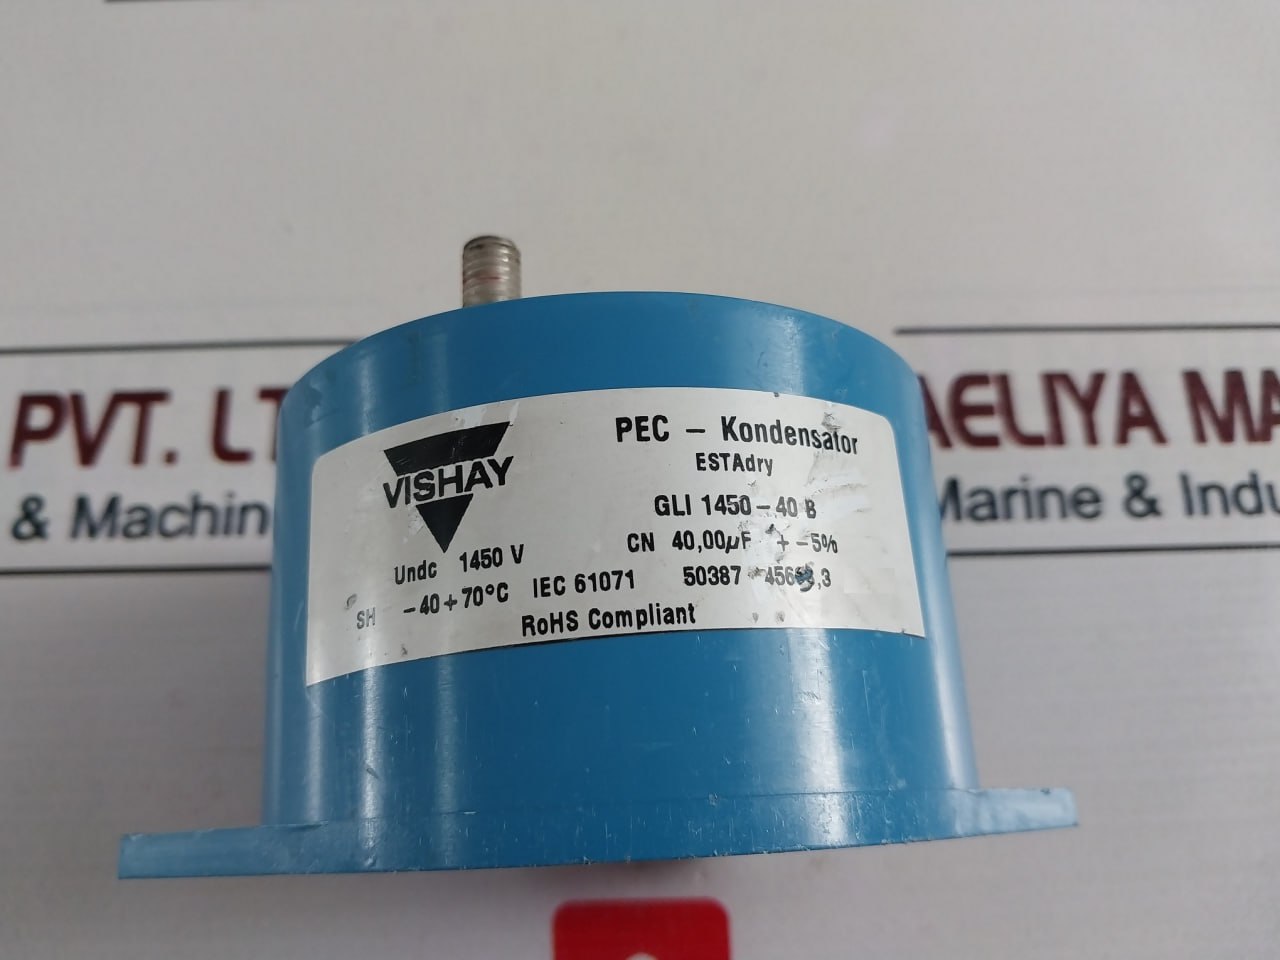 PVT. LT
& Machin
AELIYA MA
Marine & Indu
VISHAY
PEC - Kondensator
ESTAdry
GLI 1450-40 B
Undc 1450 V
CN 40,00µF +-5%
SH -40+70°C IEC 61071 50387
RoHS Compliant